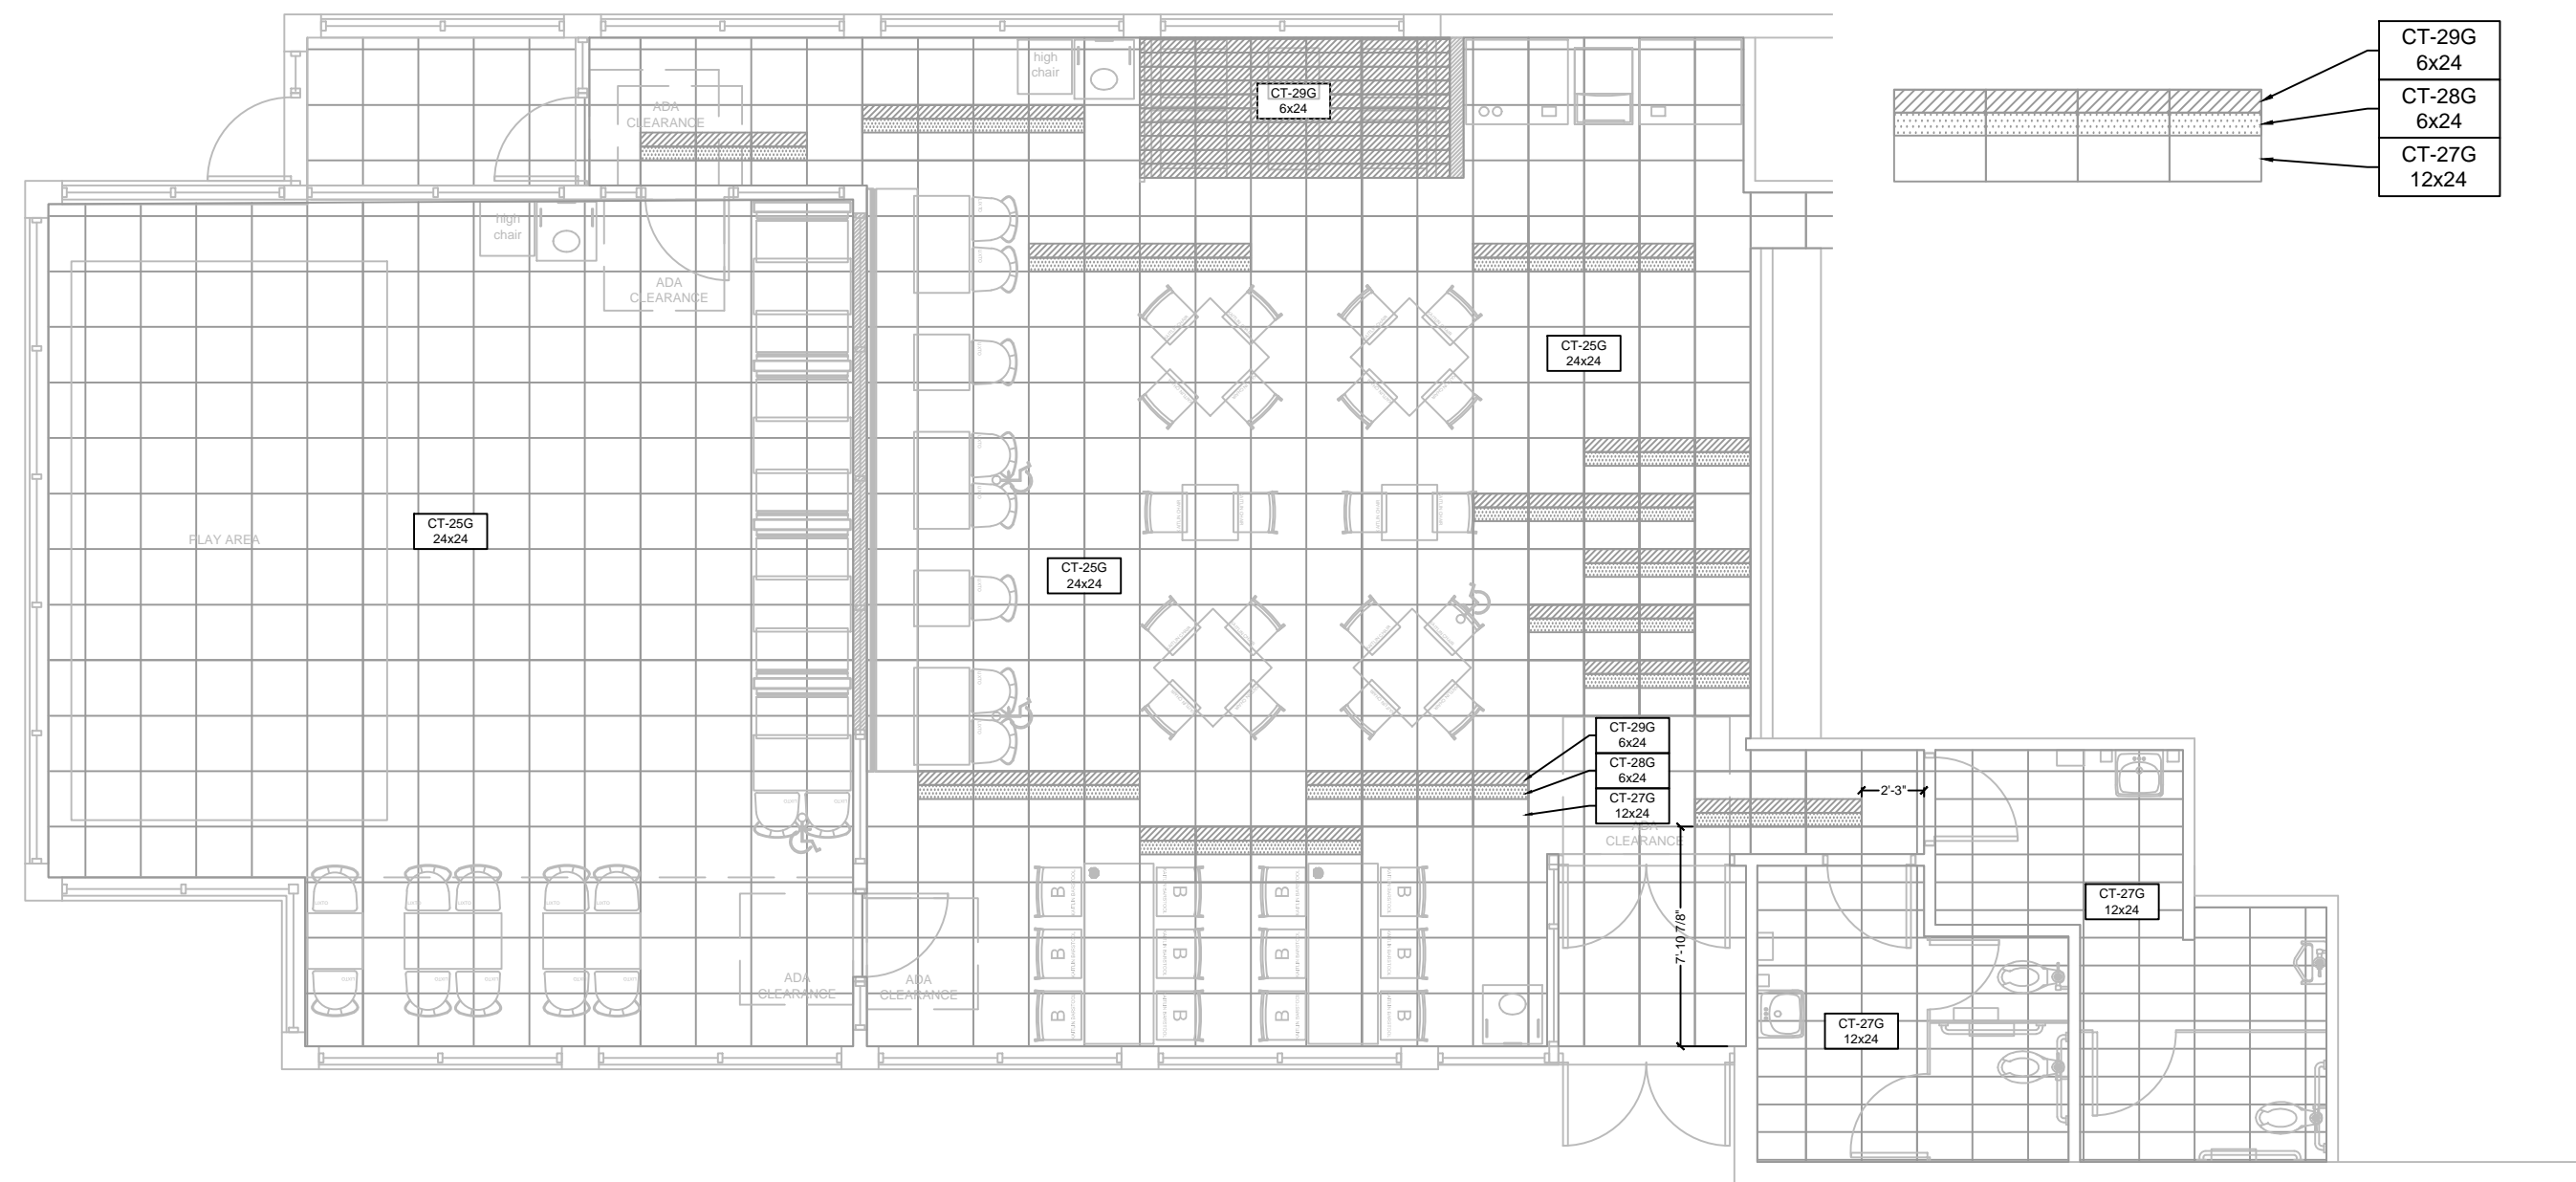 CT-29G
6x24
CT-28G
6x24
CT-27G
12x24
high
chair
CT-29G
6x24
ADA
CLEARANCE
high
chair
ADA
CLEARANCE
CT-25G
24x24
CT-25G
24x24
PLAY AREA
CT-25G
24x24
CT-29G
6x24
CT-28G
6x24
CT-27G
12x24
2'-3"
ADA
CLEARANCE
7'-10 7/8"
B
B
B
B
B
B
B
B
B
B
B
B
CT-27G
12x24
ADA
CLEARANCE
ADA
CLEARANCE
CT-27G
12x24